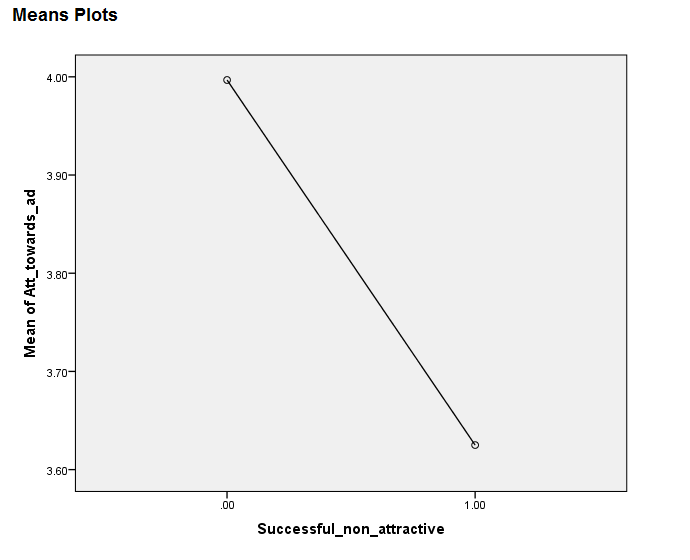 Means Plots
Mean of Att_towards_ad
4.00
3.90
3.80
3.70
3.60
.00
1.00
Successful_non_attractive